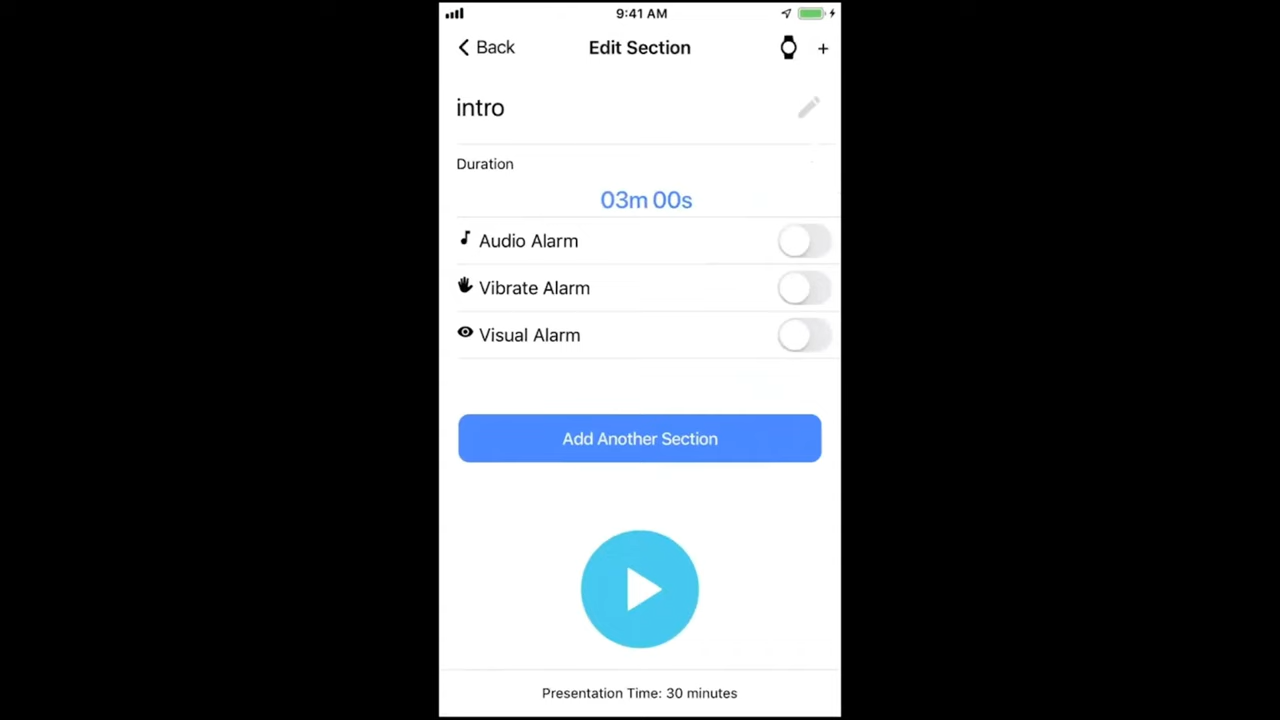 9:41 AM
Back
Edit Section
+
intro
Duration
03m 00s
Audio Alarm
Vibrate Alarm
Visual Alarm
Add Another Section
Presentation Time: 30 minutes